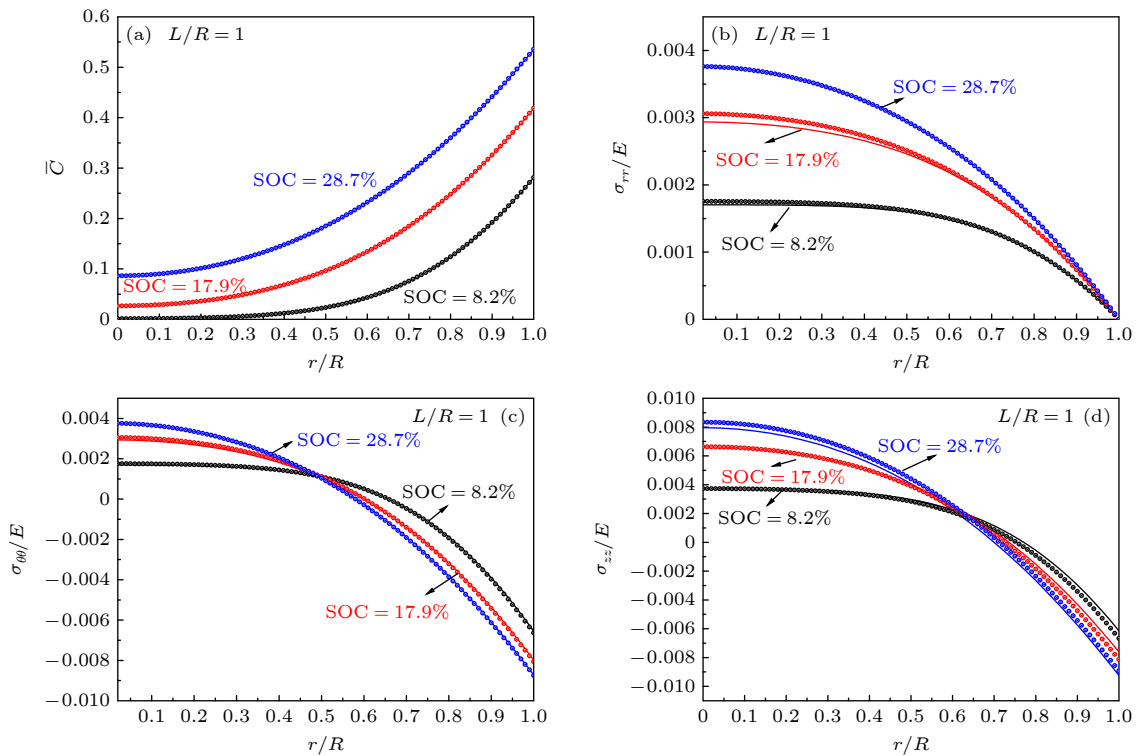 (a) L/R = 1
0.6
0.5
0.4
0.3
0.2
0.1
0
C̅
SOC = 28.7%
SOC = 17.9%
SOC = 8.2%
0 0.1 0.2 0.3 0.4 0.5 0.6 0.7 0.8 0.9 1.0
r/R
(b) L/R = 1
0.004
0.003
0.002
0.001
0
σrr/E
SOC = 28.7%
SOC = 17.9%
SOC = 8.2%
0.1 0.2 0.3 0.4 0.5 0.6 0.7 0.8 0.9 1.0
r/R
L/R = 1 (c)
0.004
0.002
0
−0.002
−0.004
−0.006
−0.008
−0.010
σθθ/E
SOC = 28.7%
SOC = 8.2%
SOC = 17.9%
0.1 0.2 0.3 0.4 0.5 0.6 0.7 0.8 0.9 1.0
r/R
L/R = 1 (d)
0.010
0.008
0.006
0.004
0.002
0
−0.002
−0.004
−0.006
−0.008
−0.010
σzz/E
SOC = 28.7%
SOC = 17.9%
SOC = 8.2%
0 0.1 0.2 0.3 0.4 0.5 0.6 0.7 0.8 0.9 1.0
r/R